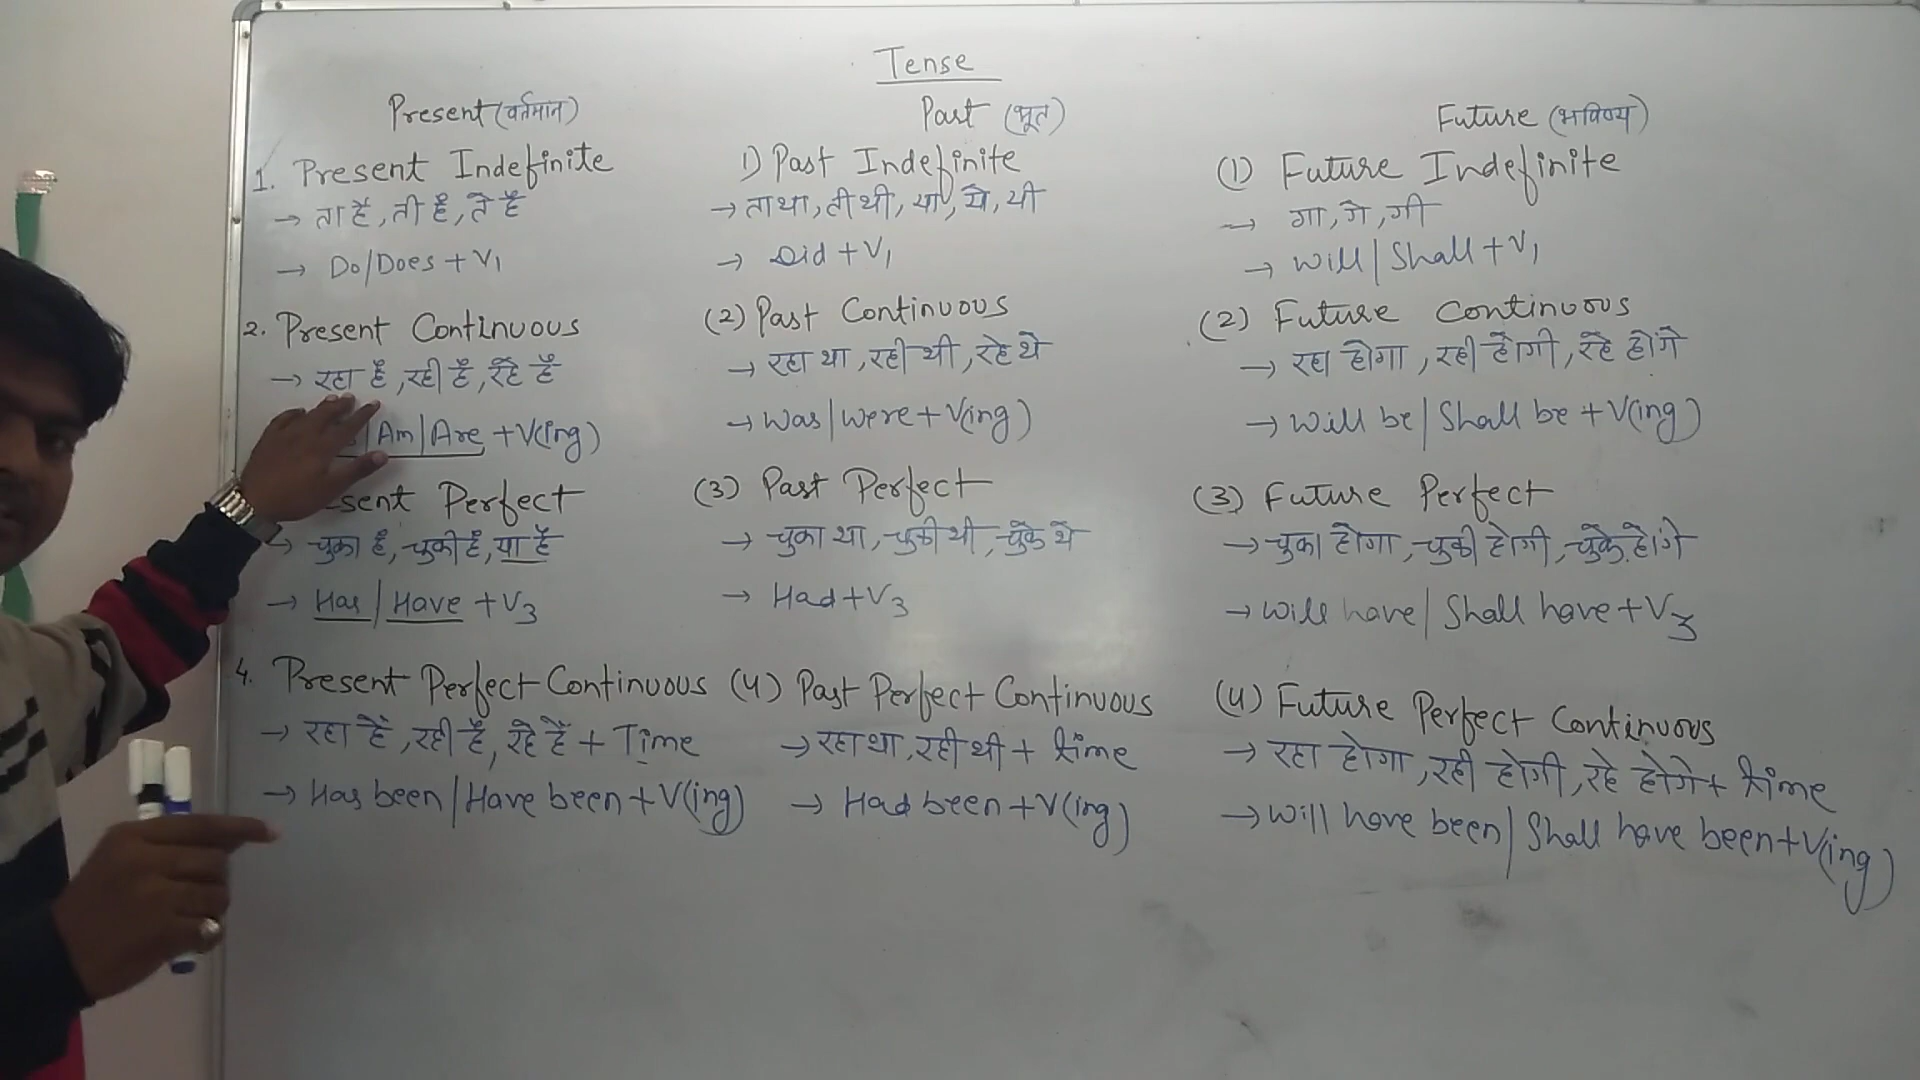 Tense
Present (वर्तमान)
1. Present Indefinite
→ ता है, ती है, ते है
→ Do/Does + V1
2. Present Continuous
→ रहा है, रही है, रहे है
/Am/Are + V(ing)
sent Perfect
→ चुका है, चुकी है, या है
→ Has/Have + V3
4. Present Perfect Continuous
→ रहा है, रही है, रहे है + Time
→ Has been/Have been + V(ing)
Past (भूत)
1) Past Indefinite
→ ता था, ती थी, या, ये, यी
→ Did + V1
(2) Past Continuous
→ रहा था, रही थी, रहे थे
→ Was/Were + V(ing)
(3) Past Perfect
→ चुका था, चुकी थी, चुके थे
→ Had + V3
(4) Past Perfect Continuous
→ रहा था, रही थी + time
→ Had been + V(ing)
Future (भविष्य)
(1) Future Indefinite
→ गा, गे, गी
→ Will/Shall + V1
(2) Future Continuous
→ रहा होगा, रही होगी, रहे होंगे
→ Will be/Shall be + V(ing)
(3) Future Perfect
→ चुका होगा, चुकी होगी, चुके होगे
→ Will have/Shall have + V3
(4) Future Perfect Continuous
→ रहा होगा, रही होगी, रहे होगे + time
→ Will have been/Shall have been + V(ing)